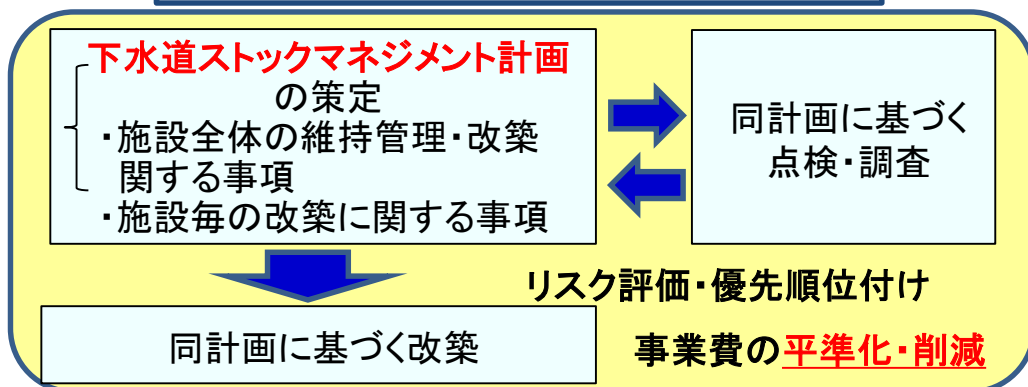 下水道ストックマネジメント計画
の策定
・施設全体の維持管理・改築
関する事項
・施設毎の改築に関する事項
同計画に基づく
点検・調査
リスク評価・優先順位付け
同計画に基づく改築
事業費の平準化・削減